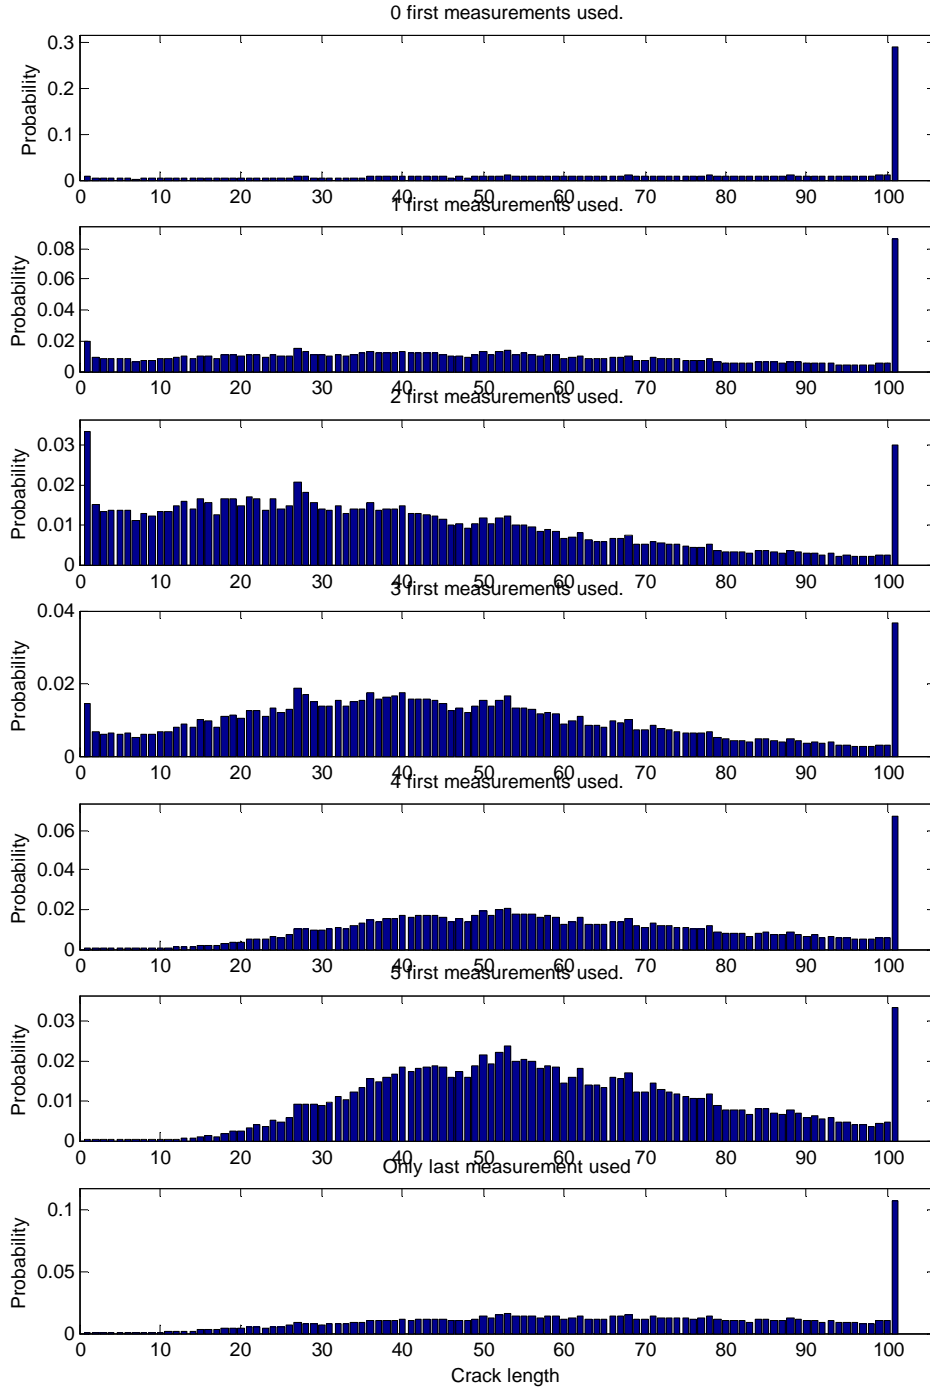 0 first measurements used.
0.3
0.2
0.1
0
Probability
0 10 20 30 40 50 60 70 80 90 100
1 first measurements used.
0.08
0.06
0.04
0.02
0
Probability
0 10 20 30 40 50 60 70 80 90 100
2 first measurements used.
0.03
0.02
0.01
0
Probability
0 10 20 30 40 50 60 70 80 90 100
3 first measurements used.
0.04
0.02
0
Probability
0 10 20 30 40 50 60 70 80 90 100
4 first measurements used.
0.06
0.04
0.02
0
Probability
0 10 20 30 40 50 60 70 80 90 100
5 first measurements used.
0.03
0.02
0.01
0
Probability
0 10 20 30 40 50 60 70 80 90 100
Only last measurement used
0.1
0.05
0
Probability
0 10 20 30 40 50 60 70 80 90 100
Crack length